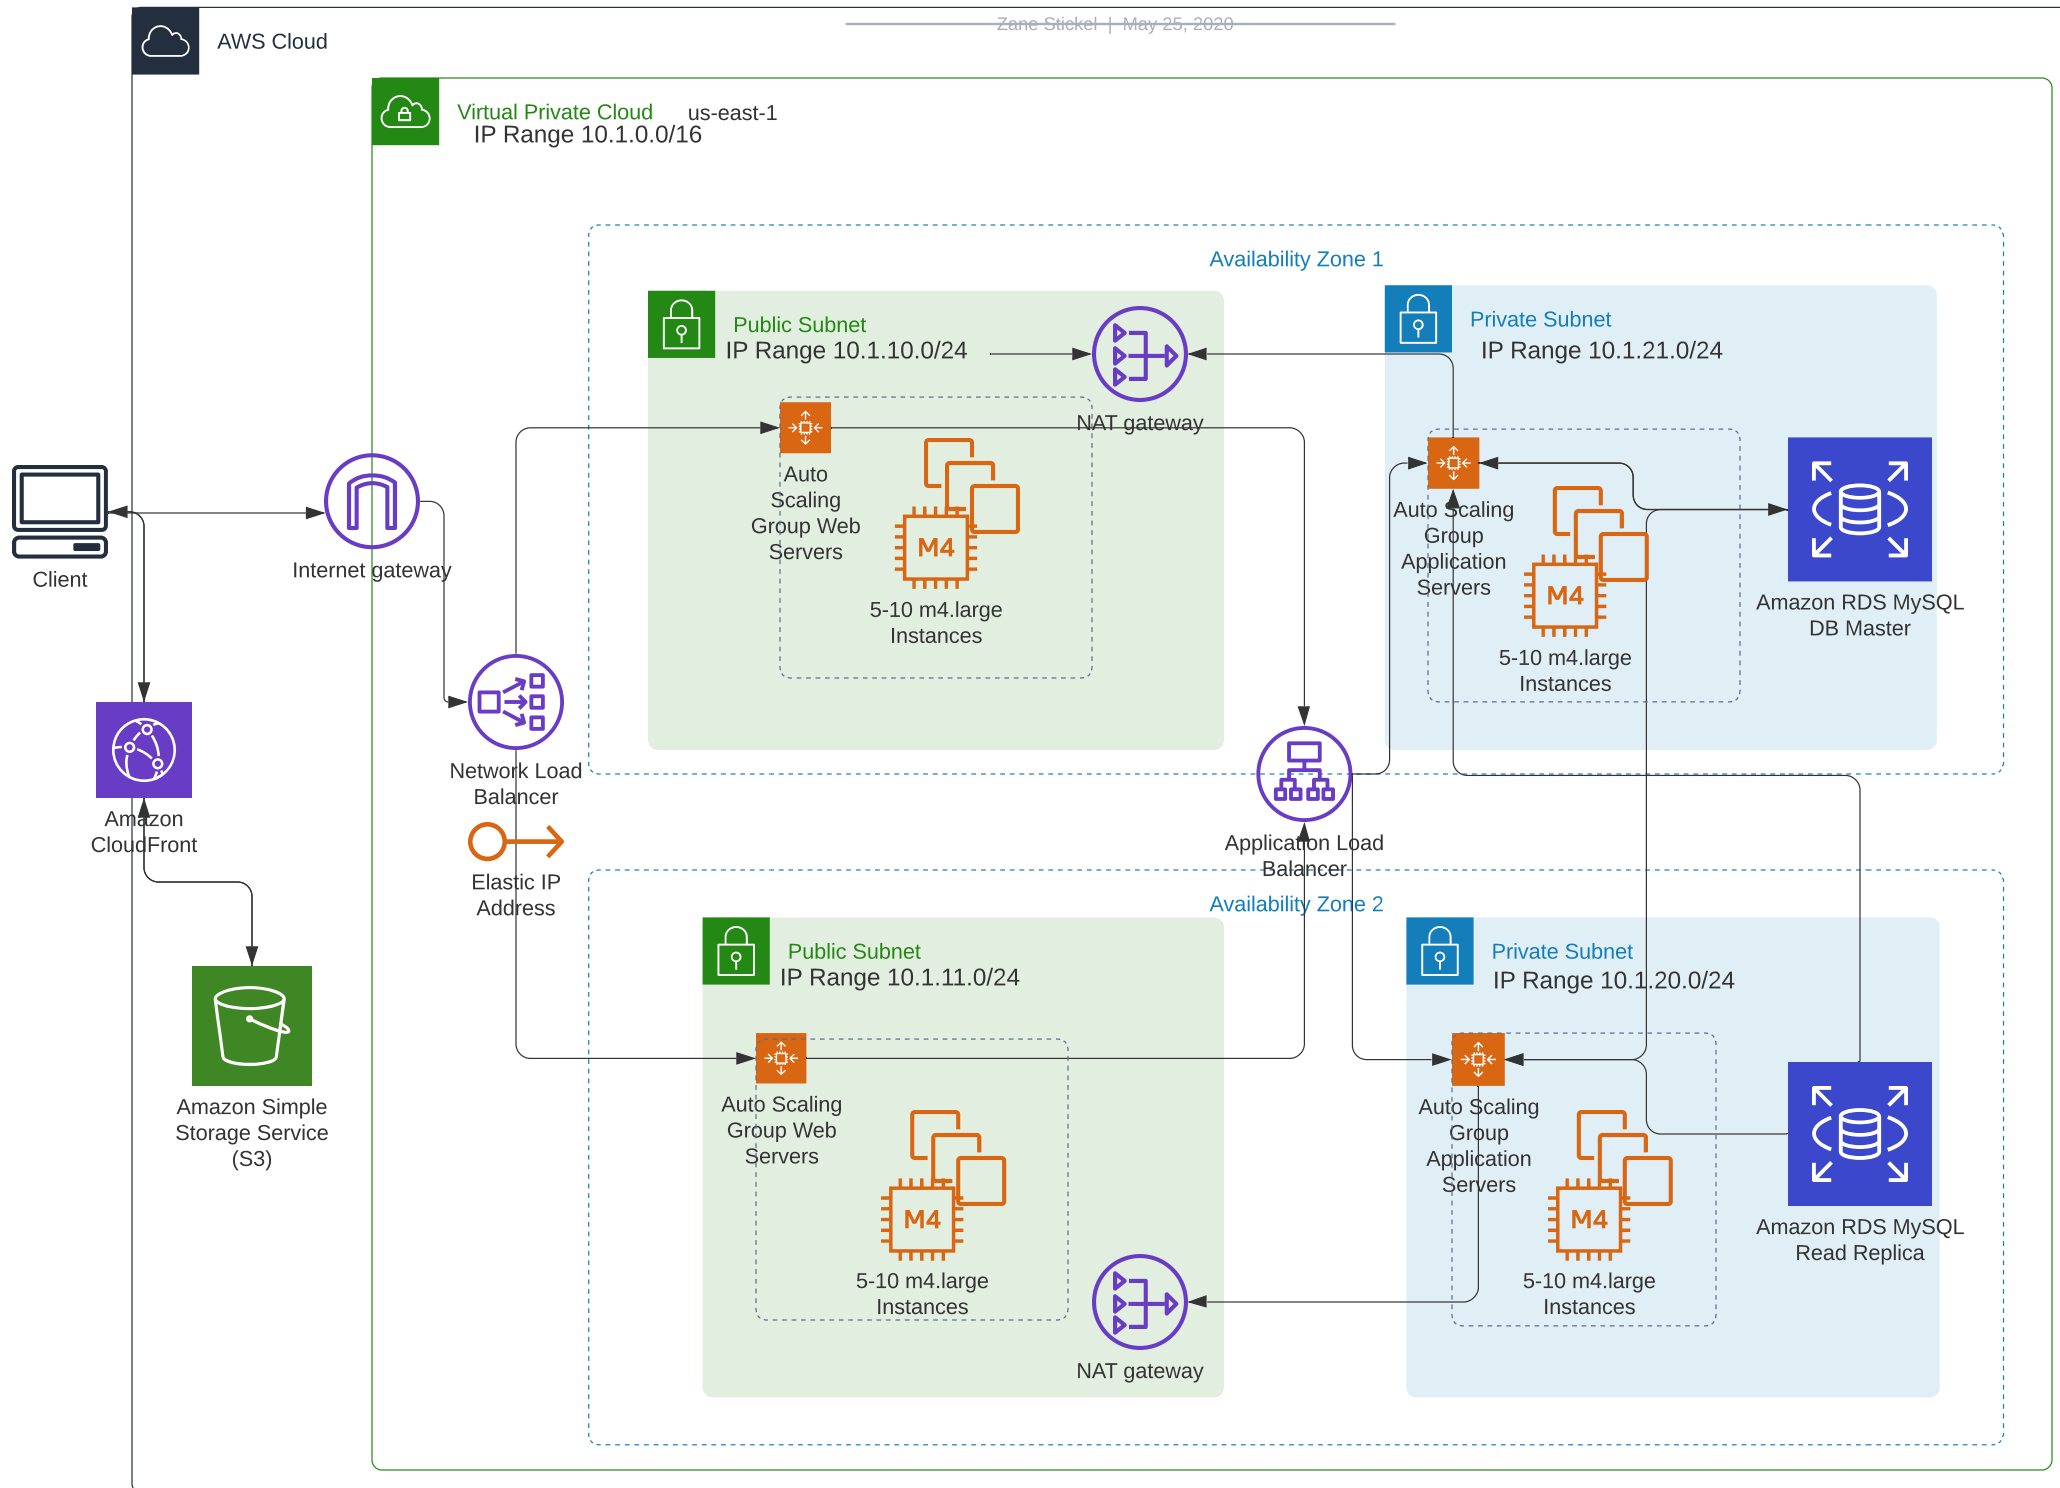 Zane Stickel | May 25, 2020
AWS Cloud
Virtual Private Cloud
us-east-1
IP Range 10.1.0.0/16
Availability Zone 1
Public Subnet
IP Range 10.1.10.0/24
NAT gateway
Private Subnet
IP Range 10.1.21.0/24
Auto
Scaling
Group Web
Servers
M4
5-10 m4.large
Instances
Auto Scaling
Group
Application
Servers
M4
5-10 m4.large
Instances
Amazon RDS MySQL
DB Master
Client
Internet gateway
Network Load
Balancer
Elastic IP
Address
Amazon
CloudFront
Application Load
Balancer
Amazon Simple
Storage Service
(S3)
Availability Zone 2
Public Subnet
IP Range 10.1.11.0/24
Private Subnet
IP Range 10.1.20.0/24
Auto Scaling
Group Web
Servers
M4
5-10 m4.large
Instances
NAT gateway
Auto Scaling
Group
Application
Servers
M4
5-10 m4.large
Instances
Amazon RDS MySQL
Read Replica